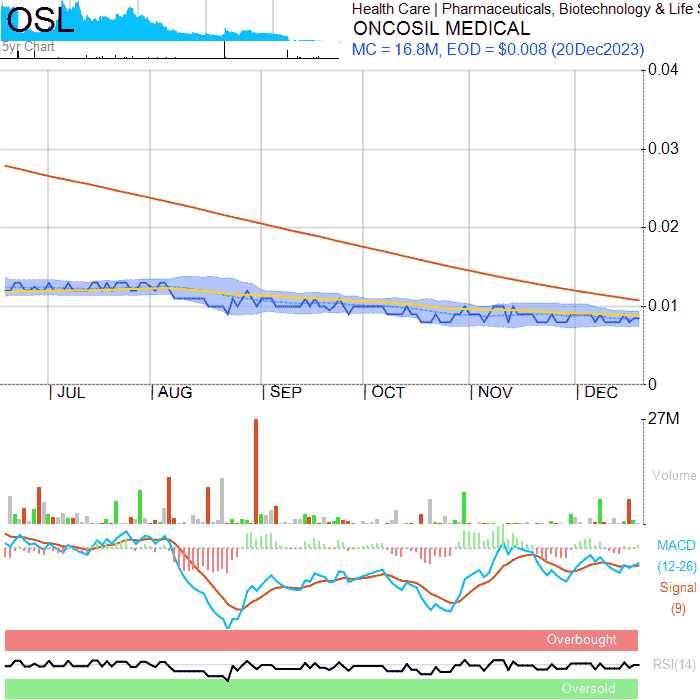 OSL
Health Care | Pharmaceuticals, Biotechnology & Life S
ONCOSIL MEDICAL
5yr Chart
MC = 16.8M, EOD = $0.008 (20Dec2023)
0.04
0.03
0.02
0.01
0
JUL AUG SEP OCT NOV DEC
27M
Volume
MACD
(12-26)
Signal
(9)
Overbought
RSI(14)
Oversold